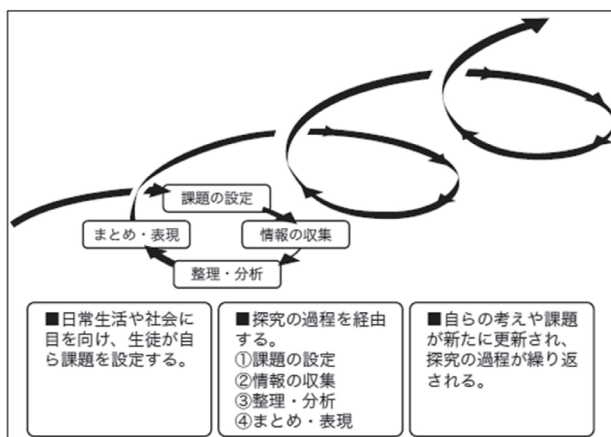 課題の設定
まとめ・表現
情報の収集
整理・分析
■日常生活や社会に
目を向け、生徒が自
ら課題を設定する。
■探究の過程を経由
する。
①課題の設定
②情報の収集
③整理・分析
④まとめ・表現
■自らの考えや課題
が新たに更新され、
探究の過程が繰り返
される。